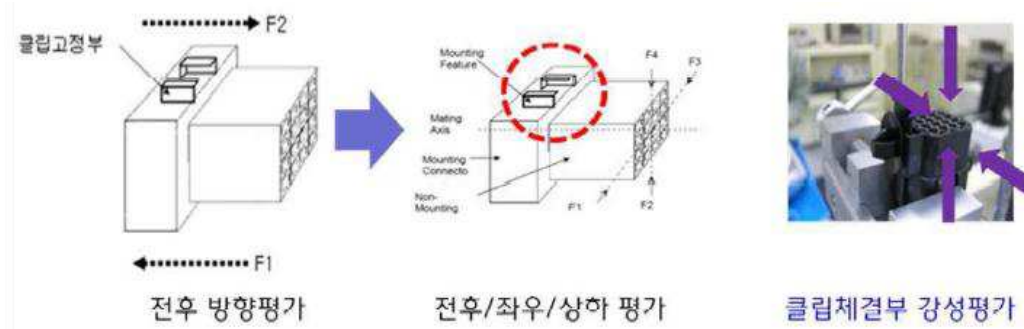 F2
클립고정부
F1
전후 방향평가
Mounting
Feature
F4
F3
Mating
Axis
Mounting
Connecto
Non-
Mounting
F1
F2
전후/좌우/상하 평가
클립체결부 강성평가